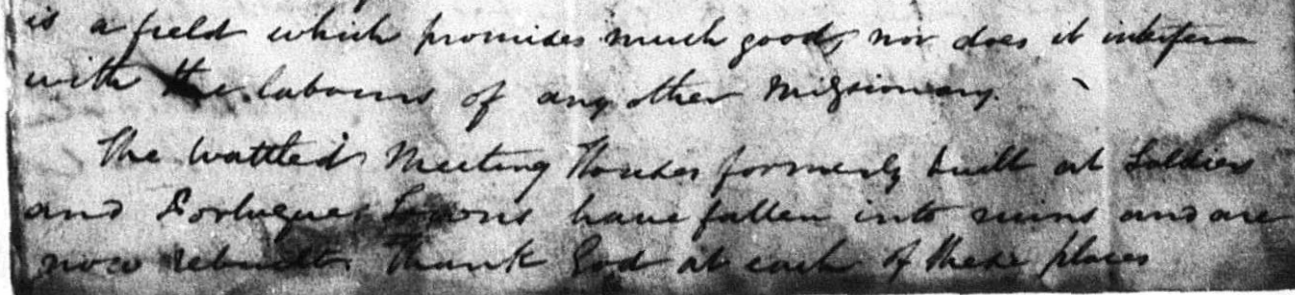 is a field which promises much good, nor does it interfere
with the labours of any other Missionary.
The wattled Meeting Houses formerly built at Soldier
and Portuguese Towns have fallen into ruins and are
now rebuilt. Thank God at each of these places